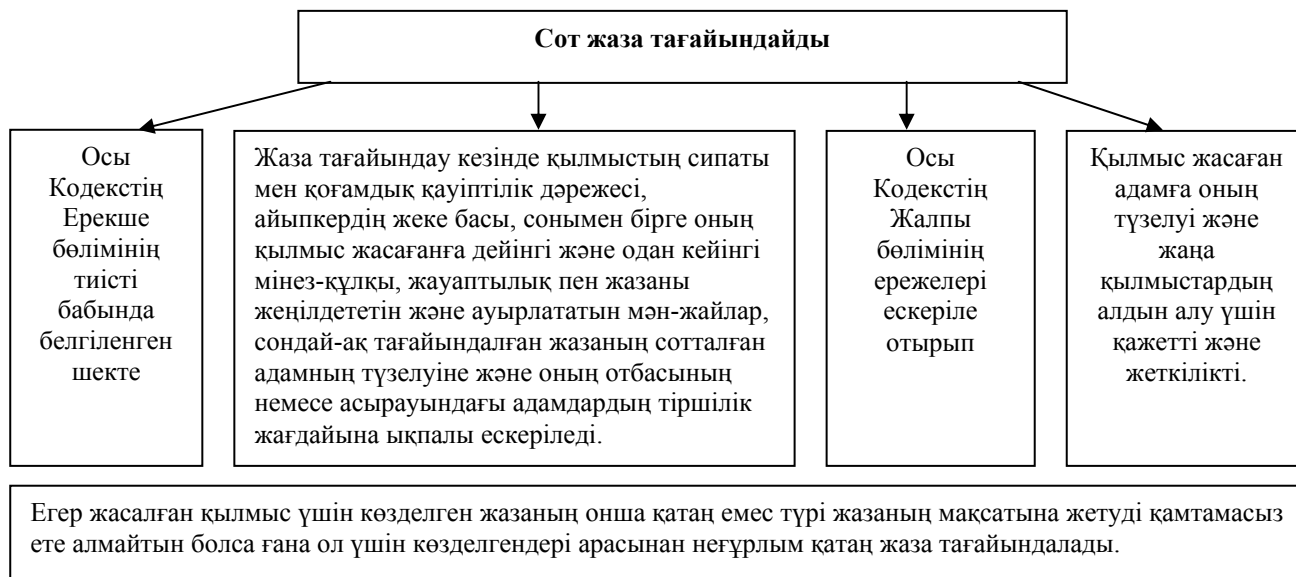 Сот жаза тағайындайды
Осы
Кодекстің
Ерекше
бөлімінің
тиісті
бабында
белгіленген
шекте
Жаза тағайындау кезінде қылмыстың сипаты
мен қоғамдық қауіптілік дәрежесі,
айыпкердің жеке басы, сонымен бірге оның
қылмыс жасағанға дейінгі және одан кейінгі
мінез-құлқы, жауаптылық пен жазаны
жеңілдететін және ауырлататын мән-жайлар,
сондай-ақ тағайындалған жазаның сотталған
адамның түзелуіне және оның отбасының
немесе асырауындағы адамдардың тіршілік
жағдайына ықпалы ескеріледі.
Осы
Кодекстің
Жалпы
бөлімінің
ережелері
ескеріле
отырып
Қылмыс жасаған
адамға оның
түзелуі және
жаңа
қылмыстардың
алдын алу үшін
қажетті және
жеткілікті.
Егер жасалған қылмыс үшін көзделген жазаның онша қатаң емес түрі жазаның мақсатына жетуді қамтамасыз
ете алмайтын болса ғана ол үшін көзделгендері арасынан неғұрлым қатаң жаза тағайындалады.